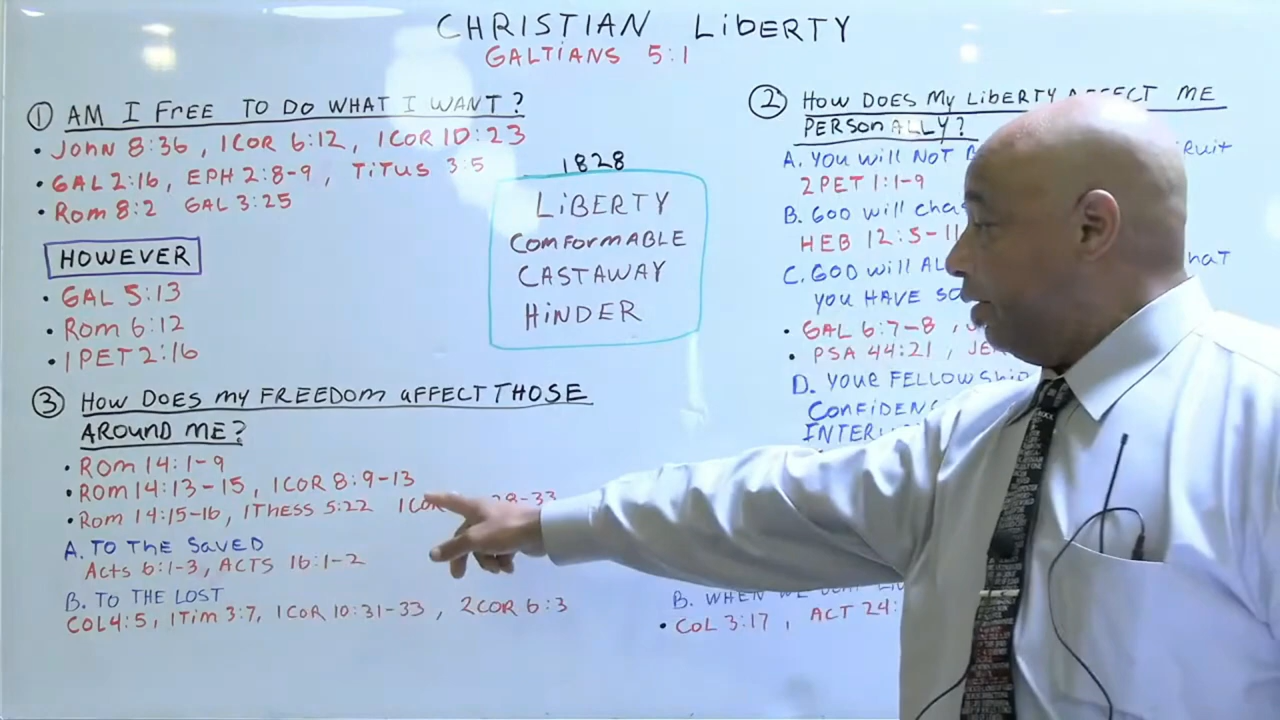 CHRISTIAN LIBERTY
GALTIANS 5:1
① AM I FREE TO DO WHAT I WANT?
• JOHN 8:36, 1COR 6:12, 1COR 10:23
• GAL 2:16, EPH 2:8-9, TITUS 3:5
• ROM 8:2 GAL 3:25
HOWEVER
• GAL 5:13
• ROM 6:12
• 1PET 2:16
1828
LIBERTY
COMFORMABLE
CASTAWAY
HINDER
③ HOW DOES MY FREEDOM AFFECT THOSE
AROUND ME?
• ROM 14:1-9
• ROM 14:13-15, 1COR 8:9-13
• ROM 14:15-16, 1THESS 5:22 28-33
A. TO THE SAVED
ACTS 6:1-3, ACTS 16:1-2
B. TO THE LOST
COL 4:5, 1TIM 3:7, 1COR 10:31-33, 2COR 6:3
② HOW DOES MY LIBERTY AFFECT ME
PERSONALLY?
A. YOU WILL NOT
2PET 1:1-9
B. GOD WILL
HEB 12:5-11
C. GOD WILL
YOU HAVE
• GAL 6:7-8,
• PSA 44:21,
D. YOUR FELLOWSHIP
B. WHEN WE
• COL 3:17, ACT 24: